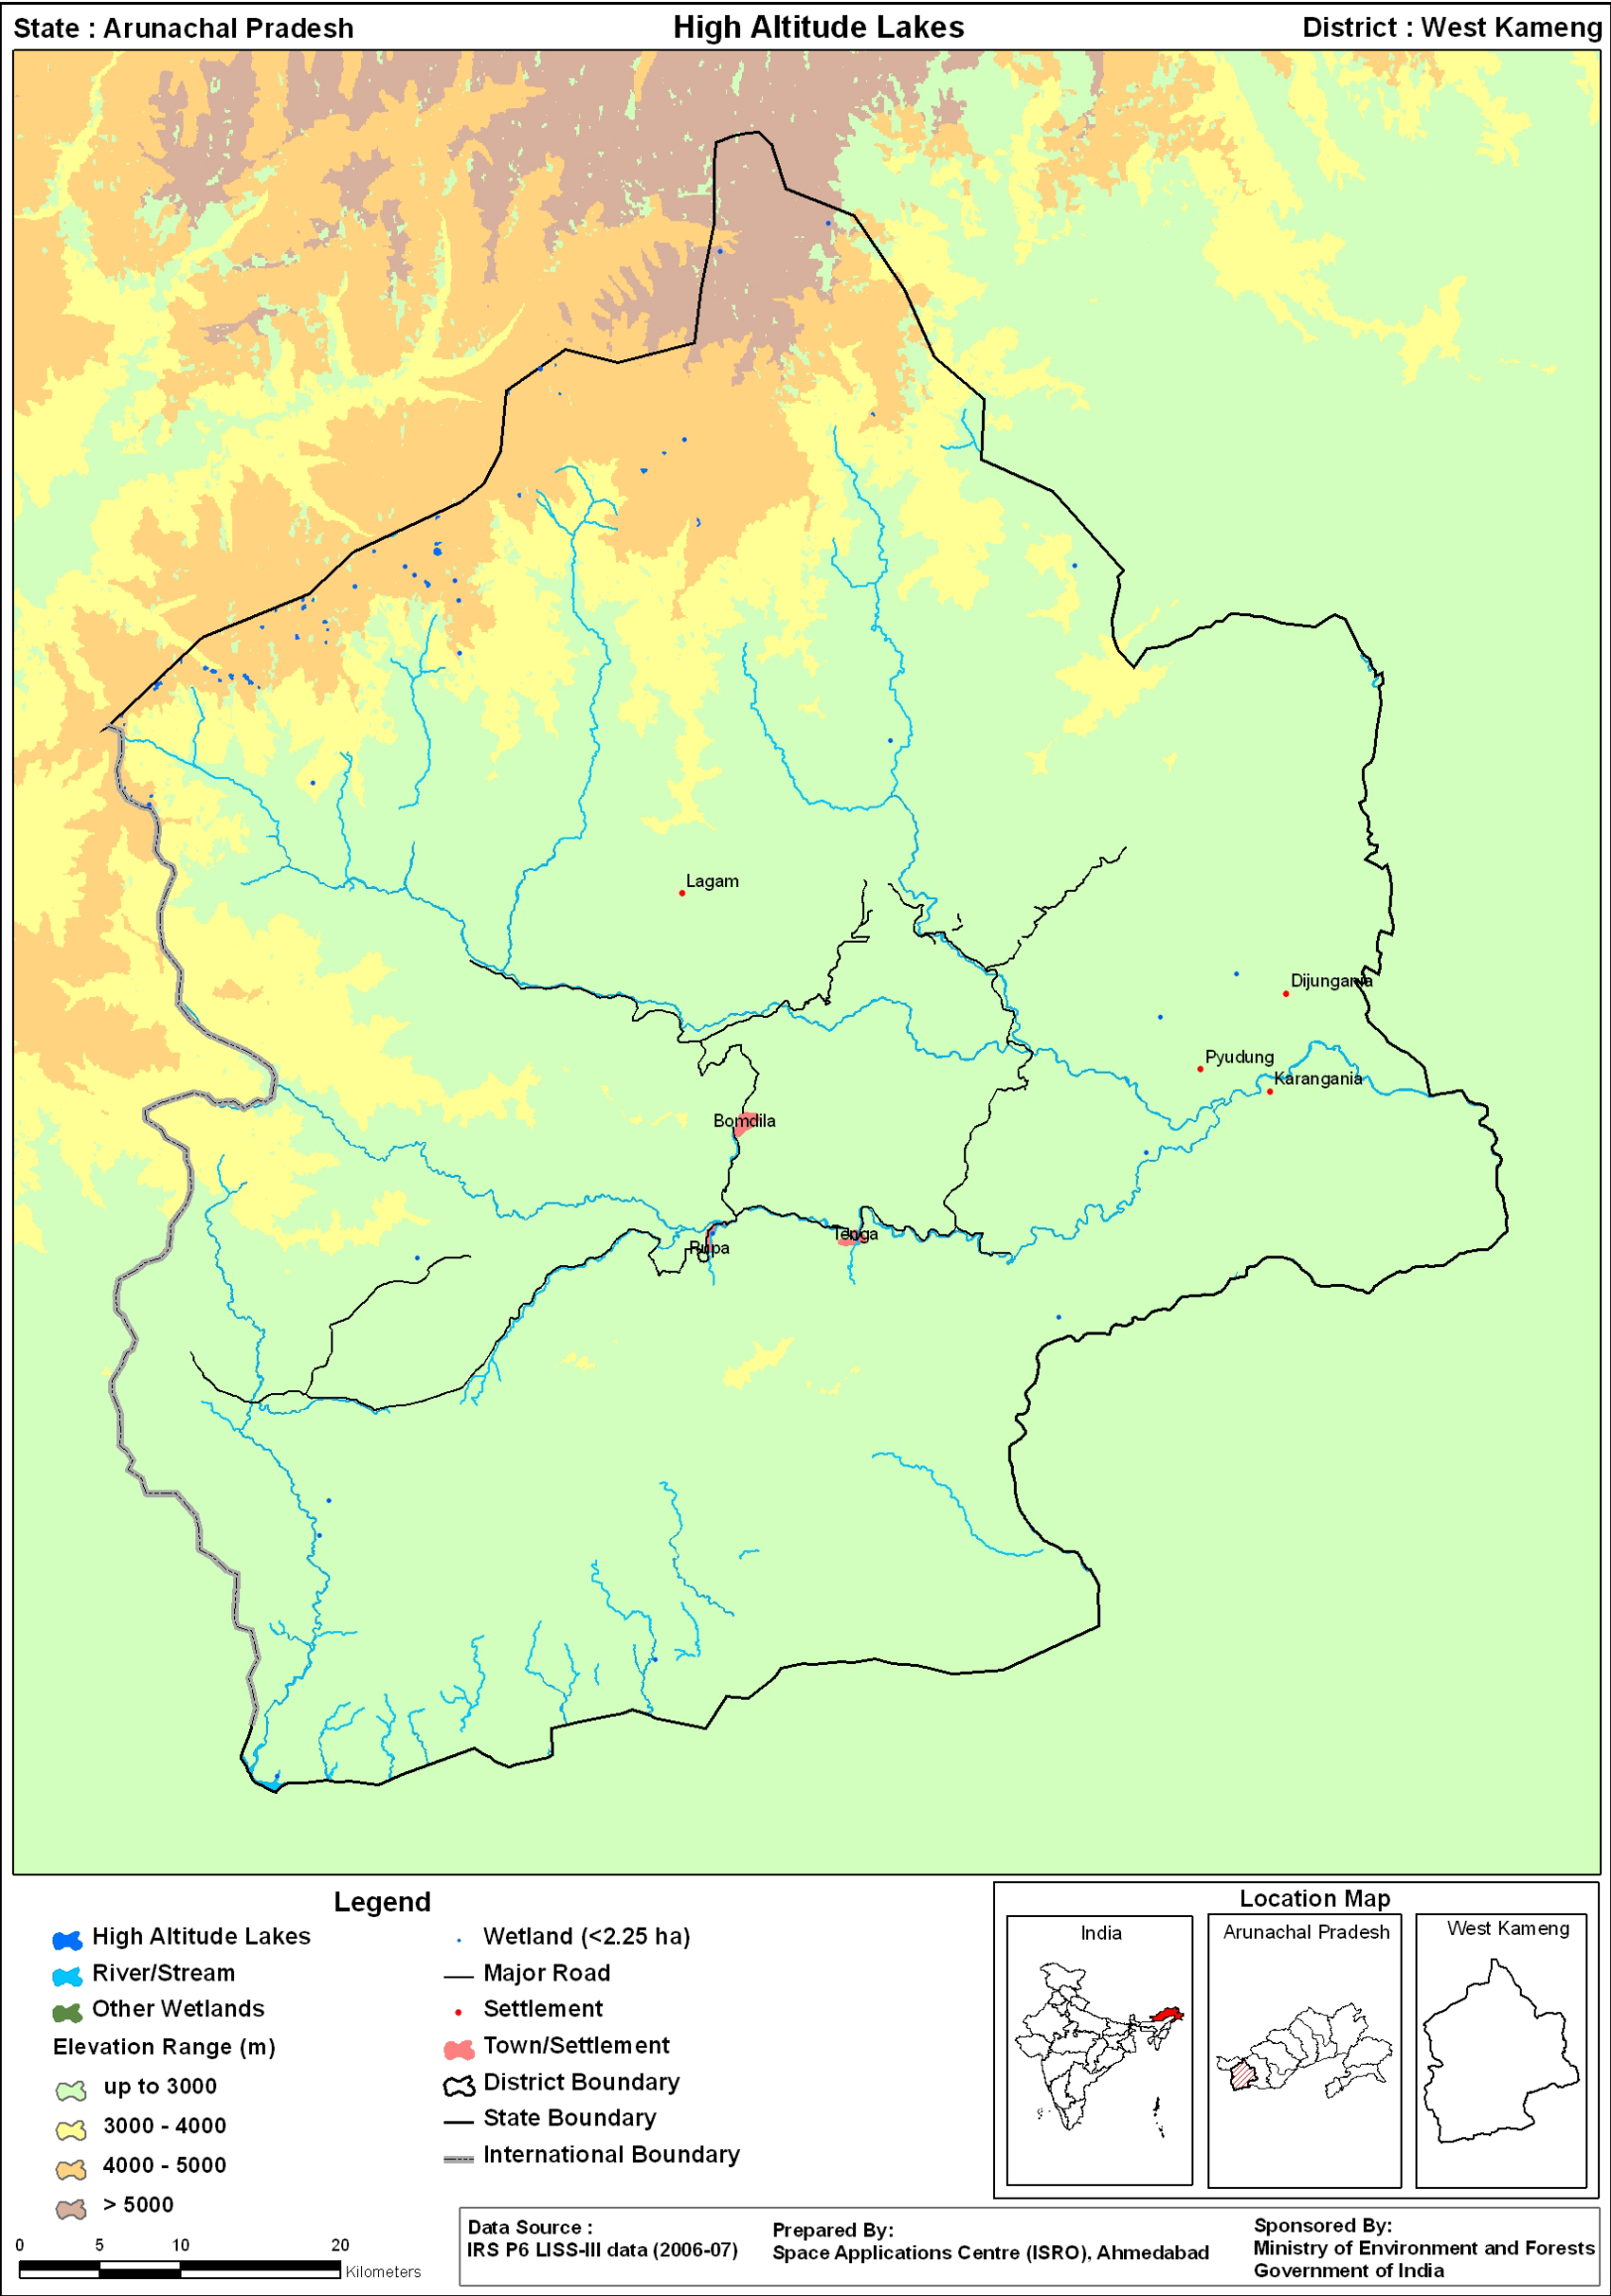 State : Arunachal Pradesh
High Altitude Lakes
District : West Kameng
Lagam
Dijungania
Pyudung
Karangania
Bomdila
Tenga
Rupa
Legend
High Altitude Lakes
River/Stream
Other Wetlands
Elevation Range (m)
up to 3000
3000 - 4000
4000 - 5000
> 5000
Wetland (<2.25 ha)
Major Road
Settlement
Town/Settlement
District Boundary
State Boundary
International Boundary
0 5 10 20
Kilometers
Location Map
India
Arunachal Pradesh
West Kameng
Data Source :
IRS P6 LISS-III data (2006-07)
Prepared By:
Space Applications Centre (ISRO), Ahmedabad
Sponsored By:
Ministry of Environment and Forests
Government of India